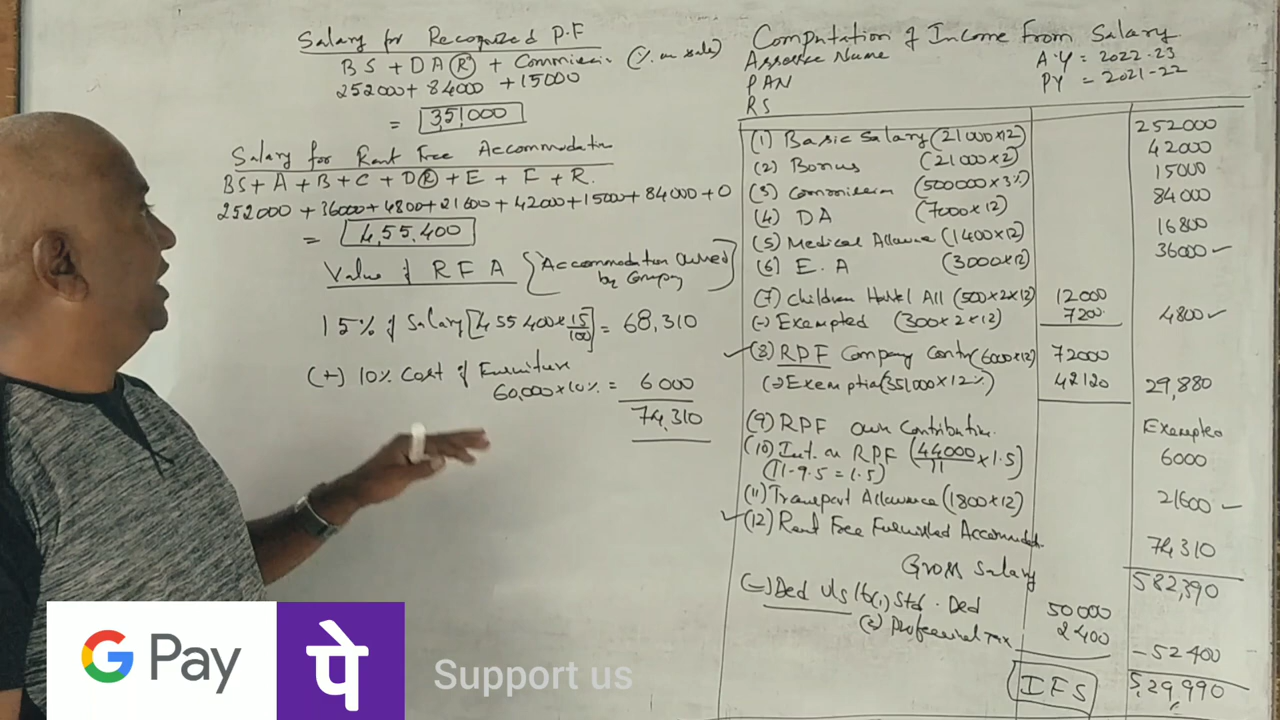 Salary for Recognized P.F
BS + DA (R) + Commission (% on sale)
252000 + 84000 + 15000
= 3,51,000
Salary for Rent Free Accommodation
BS + A + B + C + D(R) + E + F + R.
252000 + 36000 + 4800 + 21600 + 42000 + 15000 + 84000 + 0
= 4,55,400
Value of R F A { Accommodation Owned
by Company }
15% of Salary [455400 × 15/100] = 68,310
(+) 10% Cost of Furniture
60,000 × 10% = 6000
74,310
Computation of Income From Salary
Assessee Name A.Y = 2022-23
PAN PY = 2021-22
RS
(1) Basic Salary (21000×12) 252000
(2) Bonus (21000×2) 42000
(3) Commission (500000×3%) 15000
(4) DA (7000×12) 84000
(5) Medical Allowance (1400×12) 16800
(6) E.A (3000×12) 36000 ✓
(7) Children Hostel All (500×2×12) 12000
(-) Exempted (300×2×12) 7200 4800 ✓
✓ (8) RPF Company Contr (6000×12) 72000
(-) Exemption (351,000×12%) 42120 29,880
(9) RPF Own Contribution. Exempted
(10) Int. on RPF (44000/11 × 1.5) 6000
(11-9.5 = 1.5)
(11) Transport Allowance (1800×12) 21600 ✓
✓ (12) Rent Free Furnished Accommodation 74,310
Gross Salary 582,390
(-) Ded U/s 16(1) Std. Ded 50000
(2) Professional Tax 2400 - 52400
IFS 5,29,990
G Pay
पे
Support us